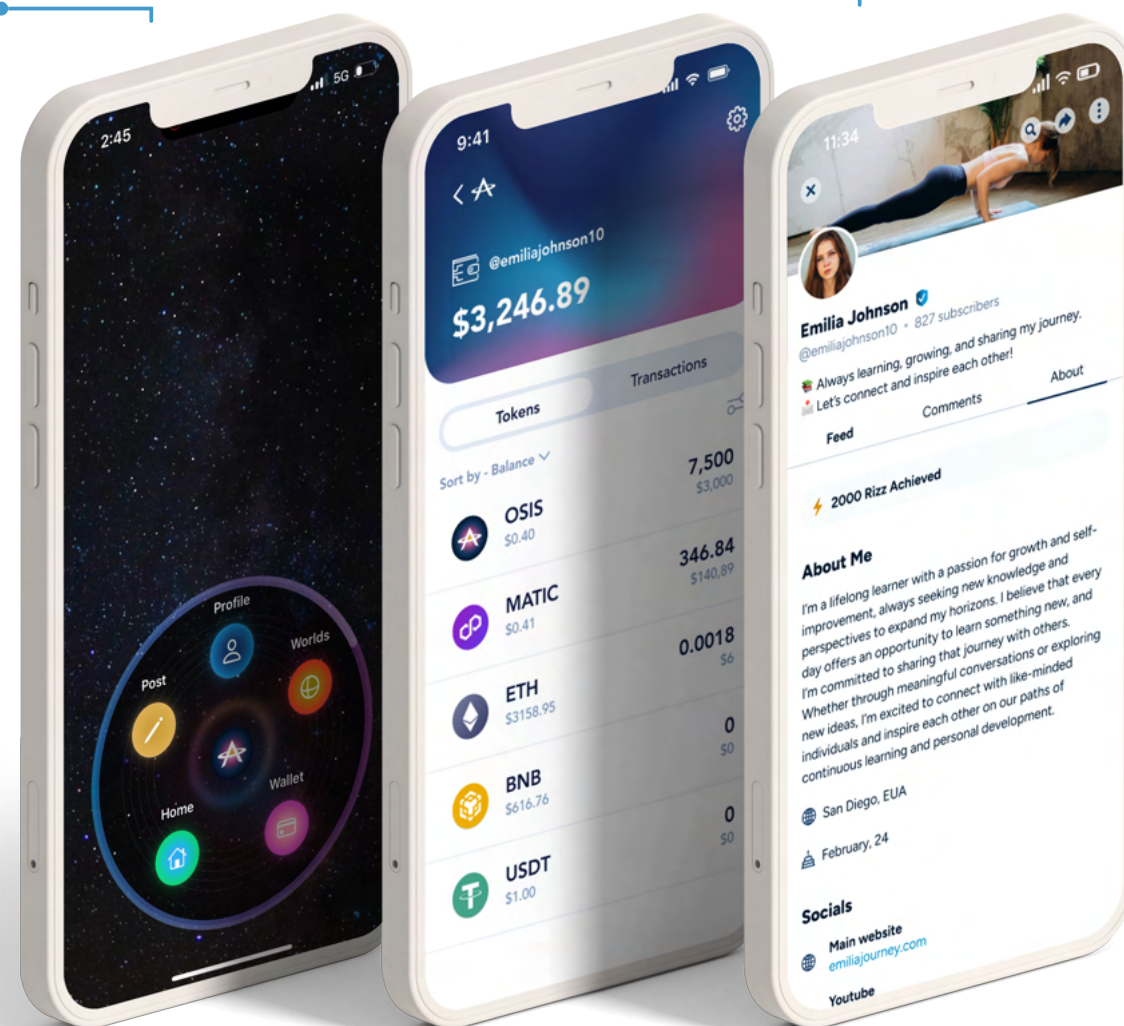 2:45
5G
Profile
Worlds
Post
Wallet
Home
9:41
@emiliajohnson10
$3,246.89
Tokens
Transactions
Sort by - Balance
OSIS
$0.40
7,500
$3,000
MATIC
$0.41
346.84
$140,89
ETH
$3158.95
0.0018
$6
BNB
$616.76
0
$0
USDT
$1.00
0
$0
11:34
Emilia Johnson
@emiliajohnson10 • 827 subscribers
📚 Always learning, growing, and sharing my journey.
💌 Let's connect and inspire each other!
Feed
Comments
About
2000 Rizz Achieved
About Me
I'm a lifelong learner with a passion for growth and self-
improvement, always seeking new knowledge and
perspectives to expand my horizons. I believe that every
day offers an opportunity to learn something new, and
I'm committed to sharing that journey with others.
Whether through meaningful conversations or exploring
new ideas, I'm excited to connect with like-minded
individuals and inspire each other on our paths of
continuous learning and personal development.
San Diego, EUA
February, 24
Socials
Main website
emiliajourney.com
Youtube